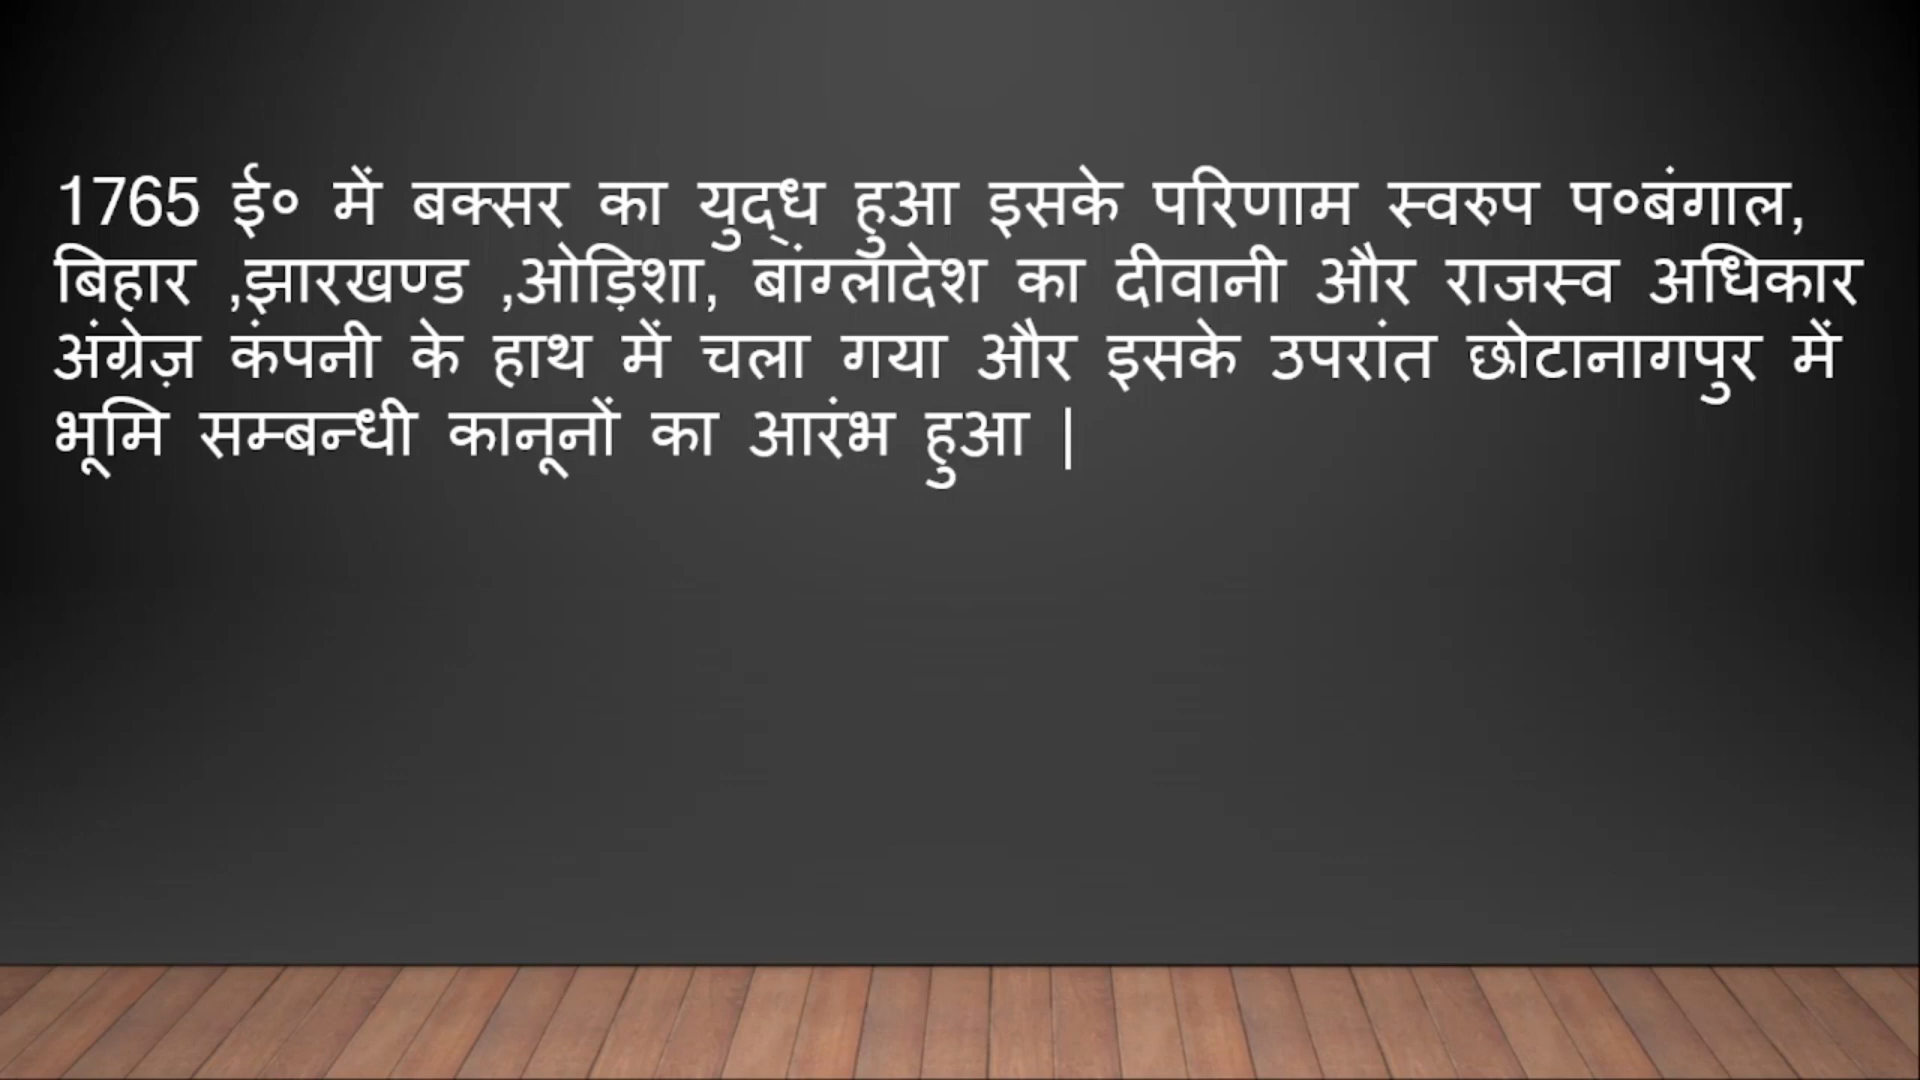 1765 ई० में बक्सर का युद्ध हुआ इसके परिणाम स्वरुप प०बंगाल,
बिहार ,झारखण्ड ,ओड़िशा, बांग्लादेश का दीवानी और राजस्व अधिकार
अंग्रेज़ कंपनी के हाथ में चला गया और इसके उपरांत छोटानागपुर में
भूमि सम्बन्धी कानूनों का आरंभ हुआ |